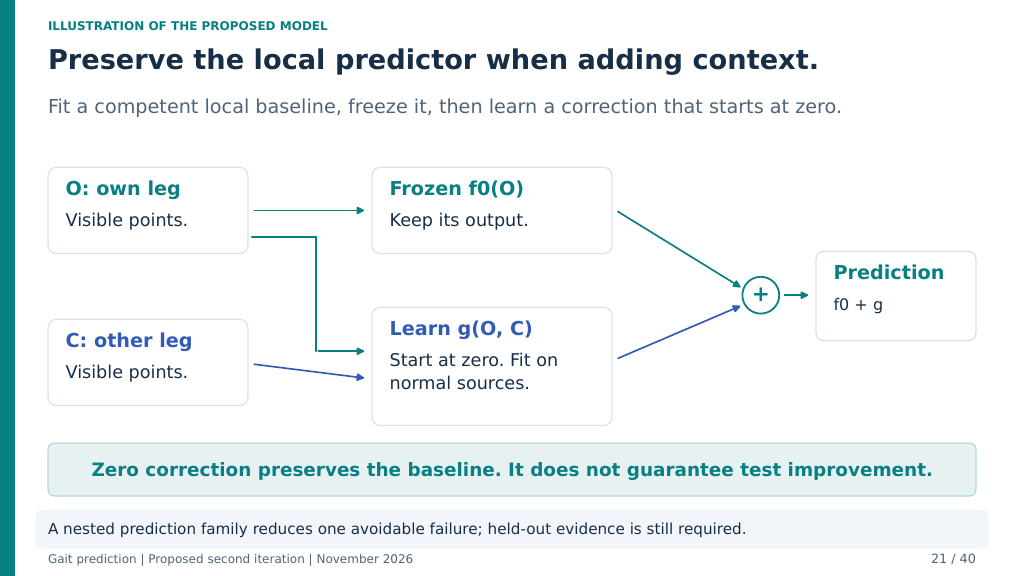 ILLUSTRATION OF THE PROPOSED MODEL
Preserve the local predictor when adding context.
Fit a competent local baseline, freeze it, then learn a correction that starts at zero.
O: own leg
Visible points.
Frozen f0(O)
Keep its output.
C: other leg
Visible points.
Learn g(O, C)
Start at zero. Fit on
normal sources.
+
Prediction
f0 + g
Zero correction preserves the baseline. It does not guarantee test improvement.
A nested prediction family reduces one avoidable failure; held-out evidence is still required.
Gait prediction | Proposed second iteration | November 2026
21 / 40